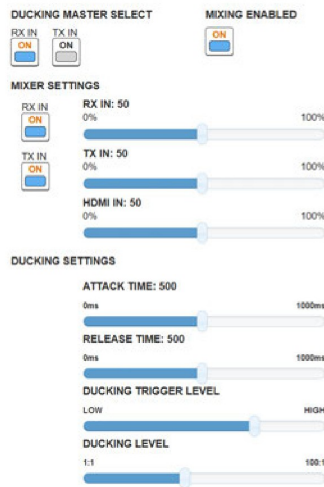 DUCKING MASTER SELECT MIXING ENABLED
RX IN TX IN
ON ON ON
MIXER SETTINGS
RX IN RX IN: 50
ON 0% 100%
TX IN TX IN: 50
ON 0% 100%
HDMI IN: 50
0% 100%
DUCKING SETTINGS
ATTACK TIME: 500
0ms 1000ms
RELEASE TIME: 500
0ms 1000ms
DUCKING TRIGGER LEVEL
LOW HIGH
DUCKING LEVEL
1:1 100:1